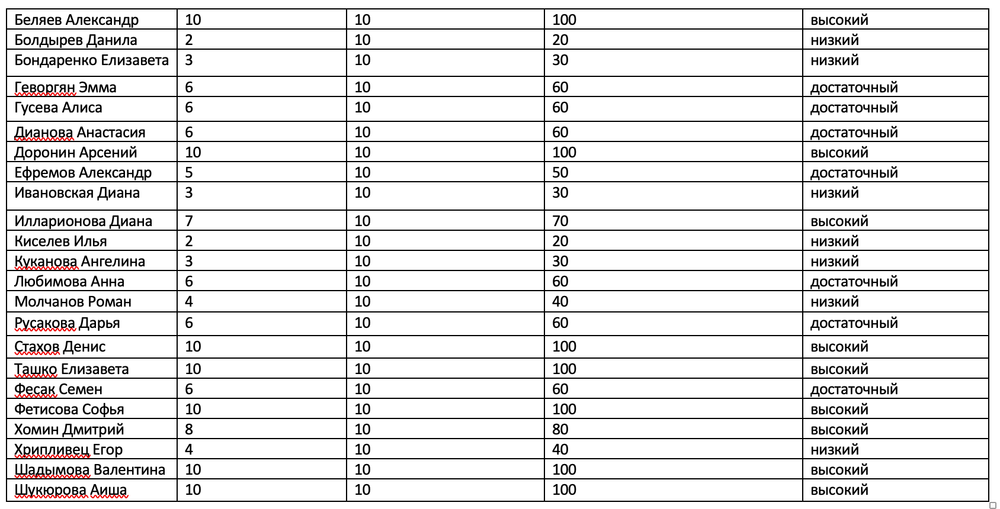 Беляев Александр 10 10 100 высокий
Болдырев Данила 2 10 20 низкий
Бондаренко Елизавета 3 10 30 низкий
Геворгян Эмма 6 10 60 достаточный
Гусева Алиса 6 10 60 достаточный
Дианова Анастасия 6 10 60 достаточный
Доронин Арсений 10 10 100 высокий
Ефремов Александр 5 10 50 достаточный
Ивановская Диана 3 10 30 низкий
Илларионова Диана 7 10 70 высокий
Киселев Илья 2 10 20 низкий
Куканова Ангелина 3 10 30 низкий
Любимова Анна 6 10 60 достаточный
Молчанов Роман 4 10 40 низкий
Русакова Дарья 6 10 60 достаточный
Стахов Денис 10 10 100 высокий
Ташко Елизавета 10 10 100 высокий
Фесак Семен 6 10 60 достаточный
Фетисова Софья 10 10 100 высокий
Хомин Дмитрий 8 10 80 высокий
Хрипливец Егор 4 10 40 низкий
Шадымова Валентина 10 10 100 высокий
Шукюрова Аиша 10 10 100 высокий